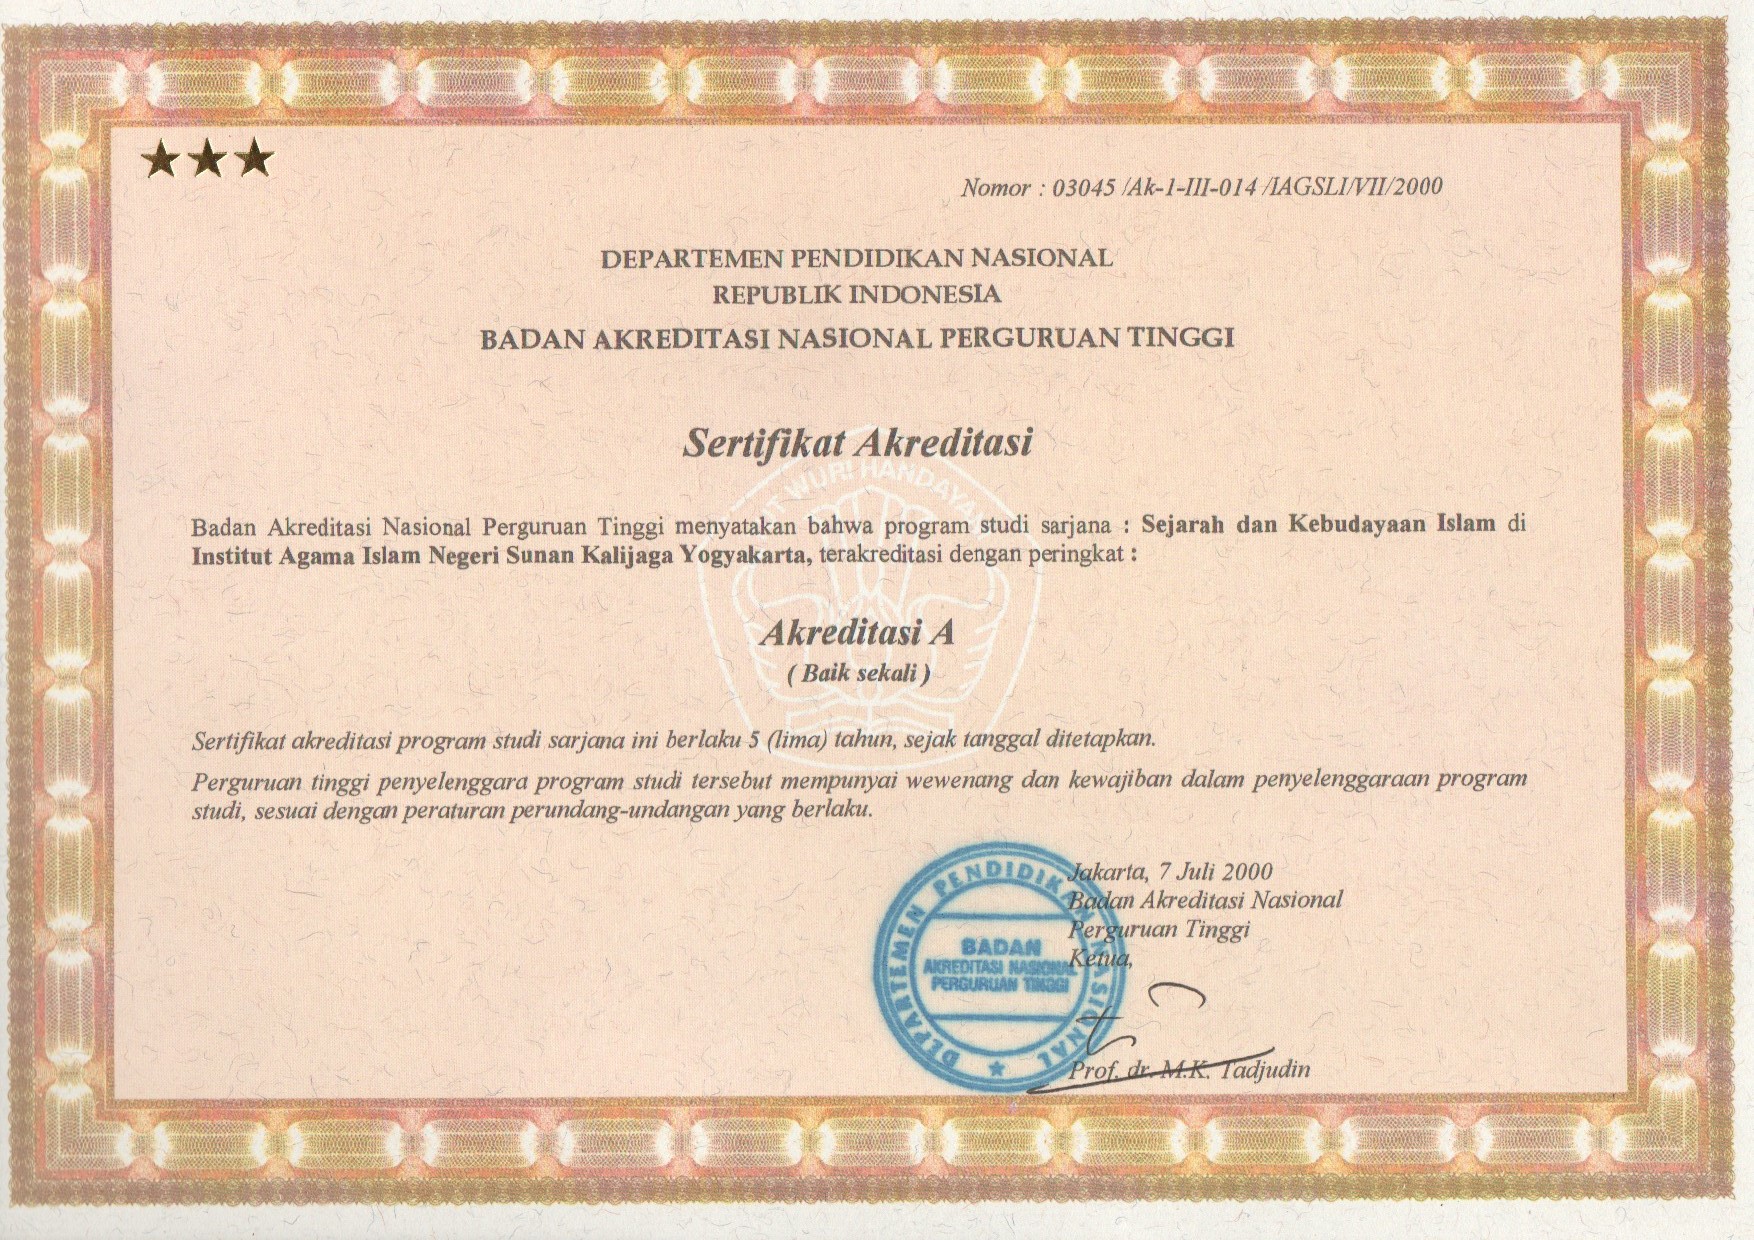 Nomor : 03045 /Ak-1-III-014 /IAGSLI/VII/2000
DEPARTEMEN PENDIDIKAN NASIONAL
REPUBLIK INDONESIA
BADAN AKREDITASI NASIONAL PERGURUAN TINGGI
Sertifikat Akreditasi
WURI HANDAYANI
Badan Akreditasi Nasional Perguruan Tinggi menyatakan bahwa program studi sarjana : Sejarah dan Kebudayaan Islam di
Institut Agama Islam Negeri Sunan Kalijaga Yogyakarta, terakreditasi dengan peringkat :
Akreditasi A
( Baik sekali )
Sertifikat akreditasi program studi sarjana ini berlaku 5 (lima) tahun, sejak tanggal ditetapkan.
Perguruan tinggi penyelenggara program studi tersebut mempunyai wewenang dan kewajiban dalam penyelenggaraan program
studi, sesuai dengan peraturan perundang-undangan yang berlaku.
Jakarta, 7 Juli 2000
Badan Akreditasi Nasional
Perguruan Tinggi
Ketua,
Prof. dr. M.K. Tadjudin
DEPARTEMEN PENDIDIKAN NASIONAL
BADAN
AKREDITASI NASIONAL
PERGURUAN TINGGI